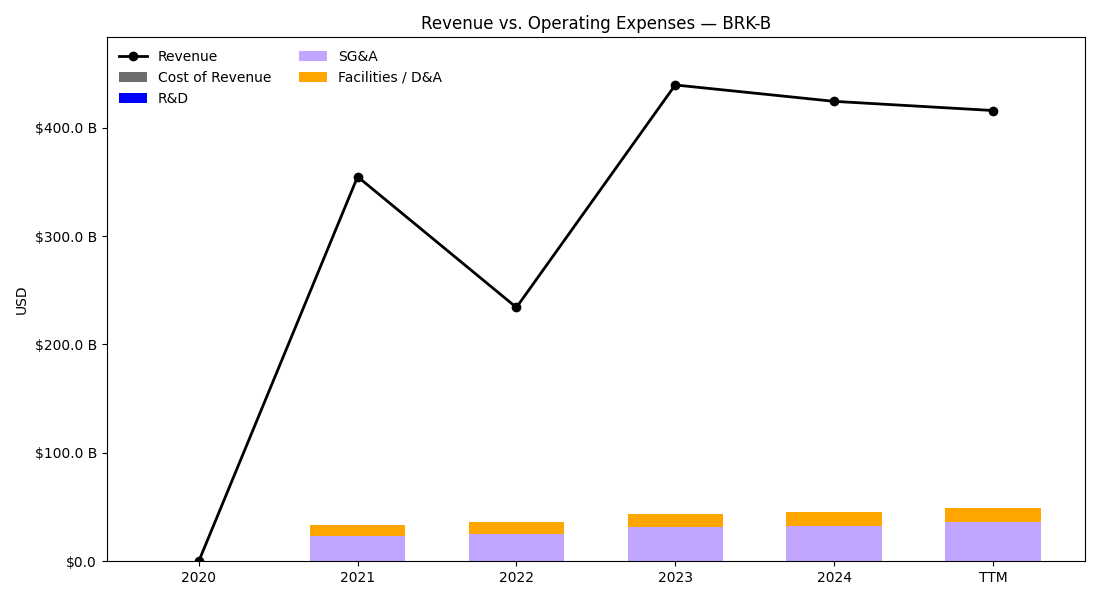 Revenue vs. Operating Expenses — BRK-B
Revenue
Cost of Revenue
R&D
SG&A
Facilities / D&A
USD
$400.0 B
$300.0 B
$200.0 B
$100.0 B
$0.0
2020 2021 2022 2023 2024 TTM